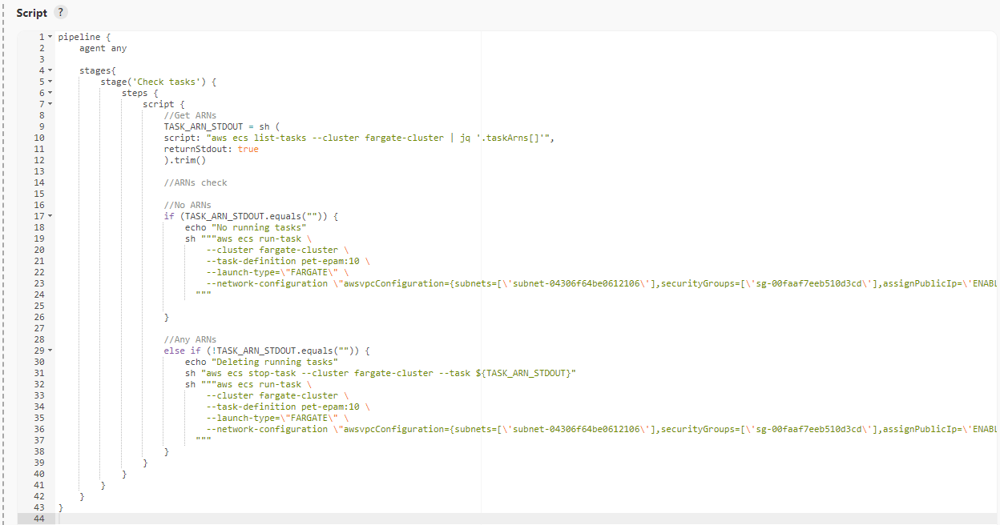 Script ?
1 pipeline {
2     agent any
3
4     stages{
5         stage('Check tasks') {
6             steps {
7                 script {
8                     //Get ARNs
9                     TASK_ARN_STDOUT = sh (
10                     script: "aws ecs list-tasks --cluster fargate-cluster | jq '.taskArns[]'",
11                     returnStdout: true
12                     ).trim()
13
14                     //ARNs check
15
16                     //No ARNs
17                     if (TASK_ARN_STDOUT.equals("")) {
18                         echo "No running tasks"
19                         sh """aws ecs run-task \
20                             --cluster fargate-cluster \
21                             --task-definition pet-epam:10 \
22                             --launch-type=\"FARGATE\" \
23                             --network-configuration \"awsvpcConfiguration={subnets=[\'subnet-04306f64be0612106\'],securityGroups=[\'sg-00faaf7eeb510d3cd\'],assignPublicIp=\'ENABL
24                           """
25
26                     }
27
28                     //Any ARNs
29                     else if (!TASK_ARN_STDOUT.equals("")) {
30                         echo "Deleting running tasks"
31                         sh "aws ecs stop-task --cluster fargate-cluster --task ${TASK_ARN_STDOUT}"
32                         sh """aws ecs run-task \
33                             --cluster fargate-cluster \
34                             --task-definition pet-epam:10 \
35                             --launch-type=\"FARGATE\" \
36                             --network-configuration \"awsvpcConfiguration={subnets=[\'subnet-04306f64be0612106\'],securityGroups=[\'sg-00faaf7eeb510d3cd\'],assignPublicIp=\'ENABL
37                           """
38                     }
39                 }
40             }
41         }
42     }
43 }
44